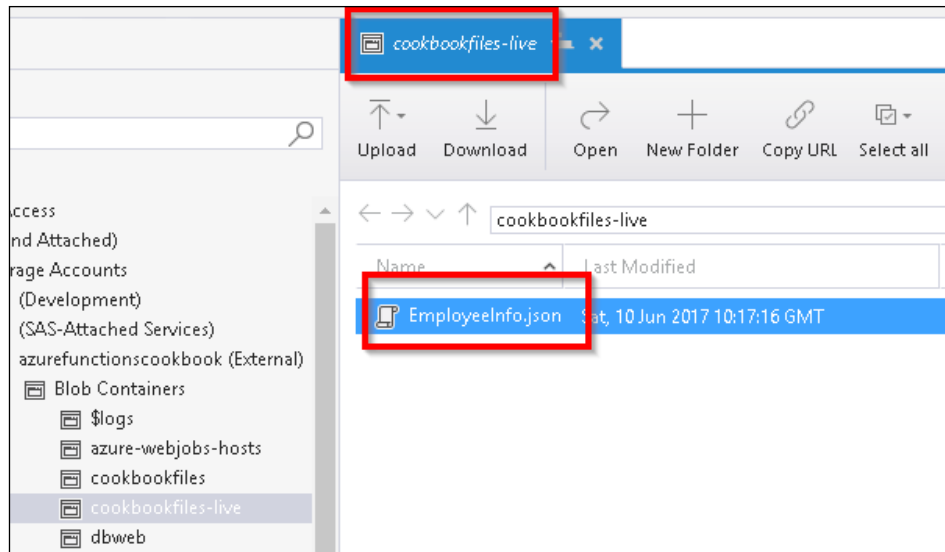 cookbookfiles-live
Upload Download Open New Folder Copy URL Select all
ccess
nd Attached)
rage Accounts
(Development)
(SAS-Attached Services)
azurefunctionscookbook (External)
Blob Containers
$logs
azure-webjobs-hosts
cookbookfiles
cookbookfiles-live
dbweb
cookbookfiles-live
Name Last Modified
EmployeeInfo.json Sat, 10 Jun 2017 10:17:16 GMT